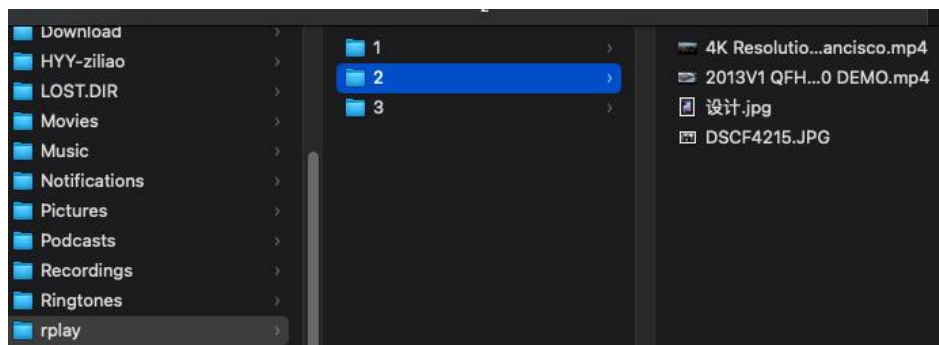 Download
HYY-ziliao
LOST.DIR
Movies
Music
Notifications
Pictures
Podcasts
Recordings
Ringtones
rplay
1
2
3
4K Resolutio...ancisco.mp4
2013V1 QFH...0 DEMO.mp4
设计.jpg
DSCF4215.JPG